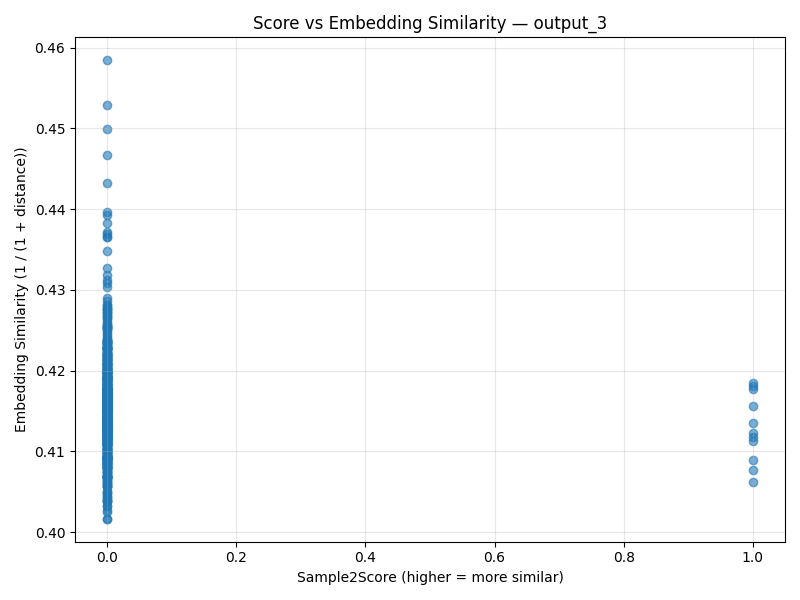 Score vs Embedding Similarity — output_3
Embedding Similarity (1 / (1 + distance))
0.46
0.45
0.44
0.43
0.42
0.41
0.40
0.0 0.2 0.4 0.6 0.8 1.0
Sample2Score (higher = more similar)